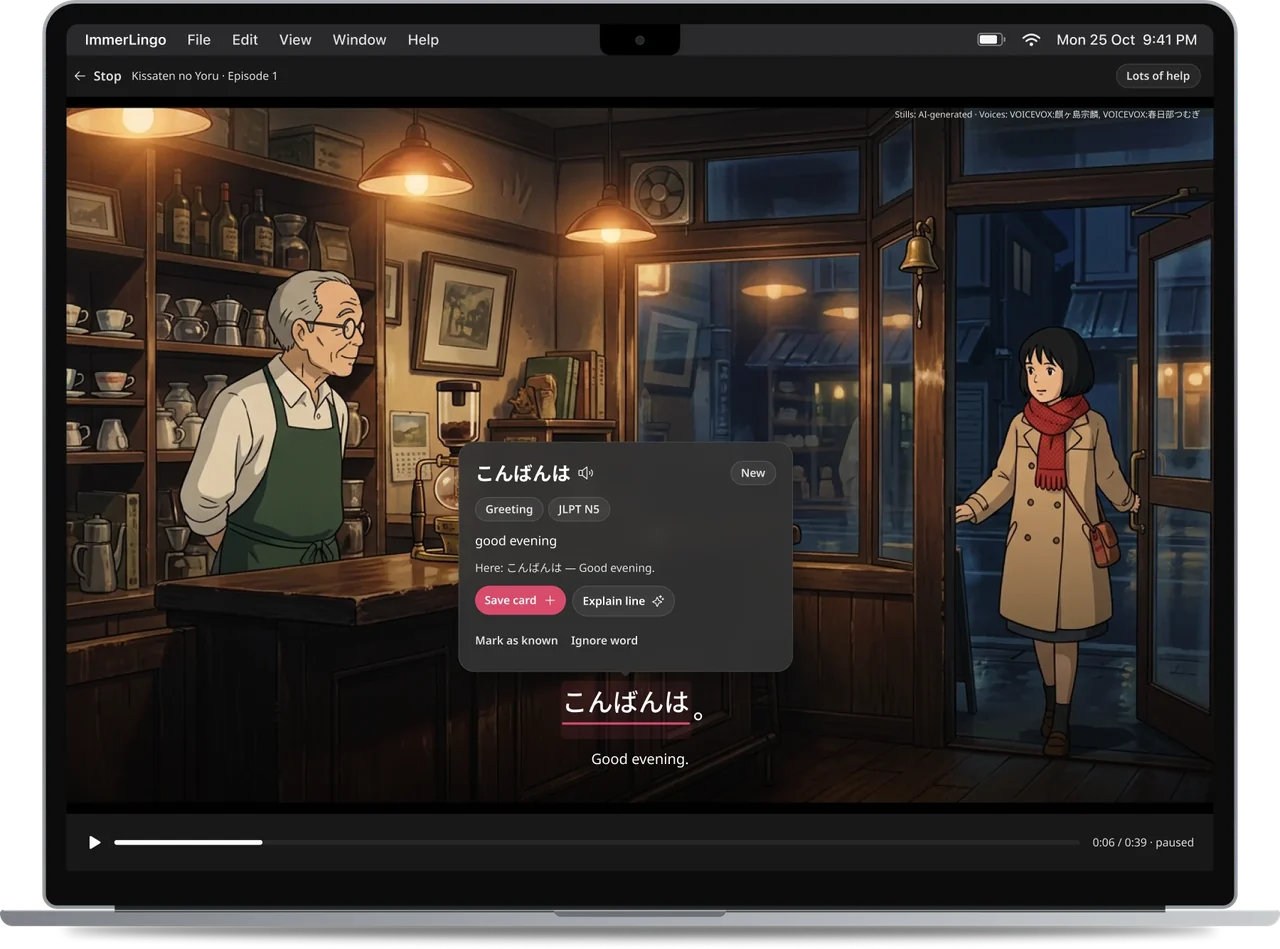 ImmerLingo File Edit View Window Help Mon 25 Oct 9:41 PM
← Stop Kissaten no Yoru · Episode 1 Lots of help
Stills: AI-generated · Voices: VOICEVOX:麒ヶ島宗麟, VOICEVOX:春日部つむぎ
こんばんは New
Greeting JLPT N5
good evening
Here: こんばんは — Good evening.
Save card + Explain line
Mark as known Ignore word
こんばんは。
Good evening.
0:06 / 0:39 · paused